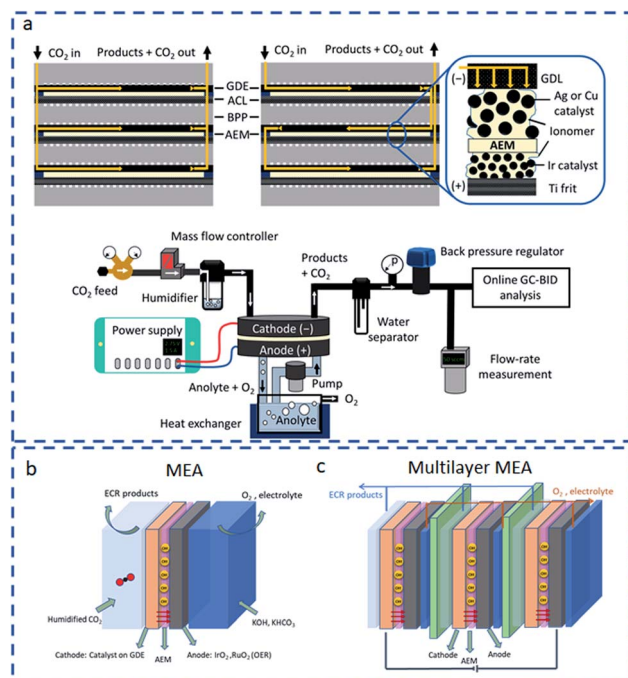 a
CO2 in Products + CO2 out
CO2 in Products + CO2 out
GDE
ACL
BPP
AEM
(−)
GDL
Ag or Cu
catalyst
Ionomer
AEM
Ir catalyst
(+)
Ti frit
Mass flow controller
CO2 feed
Humidifier
Products
+ CO2
P
Back pressure regulator
Online GC-BID
analysis
Power supply
Cathode (−)
Anode (+)
Water
separator
Flow-rate
measurement
Anolyte + O2
Pump
O2
Heat exchanger
Anolyte
b
MEA
ECR products
O2 , electrolyte
Humidified CO2
KOH, KHCO3
Cathode: Catalyst on GDE
AEM
Anode: IrO2,RuO2 (OER)
c
Multilayer MEA
ECR products
O2 , electrolyte
Cathode
AEM
Anode